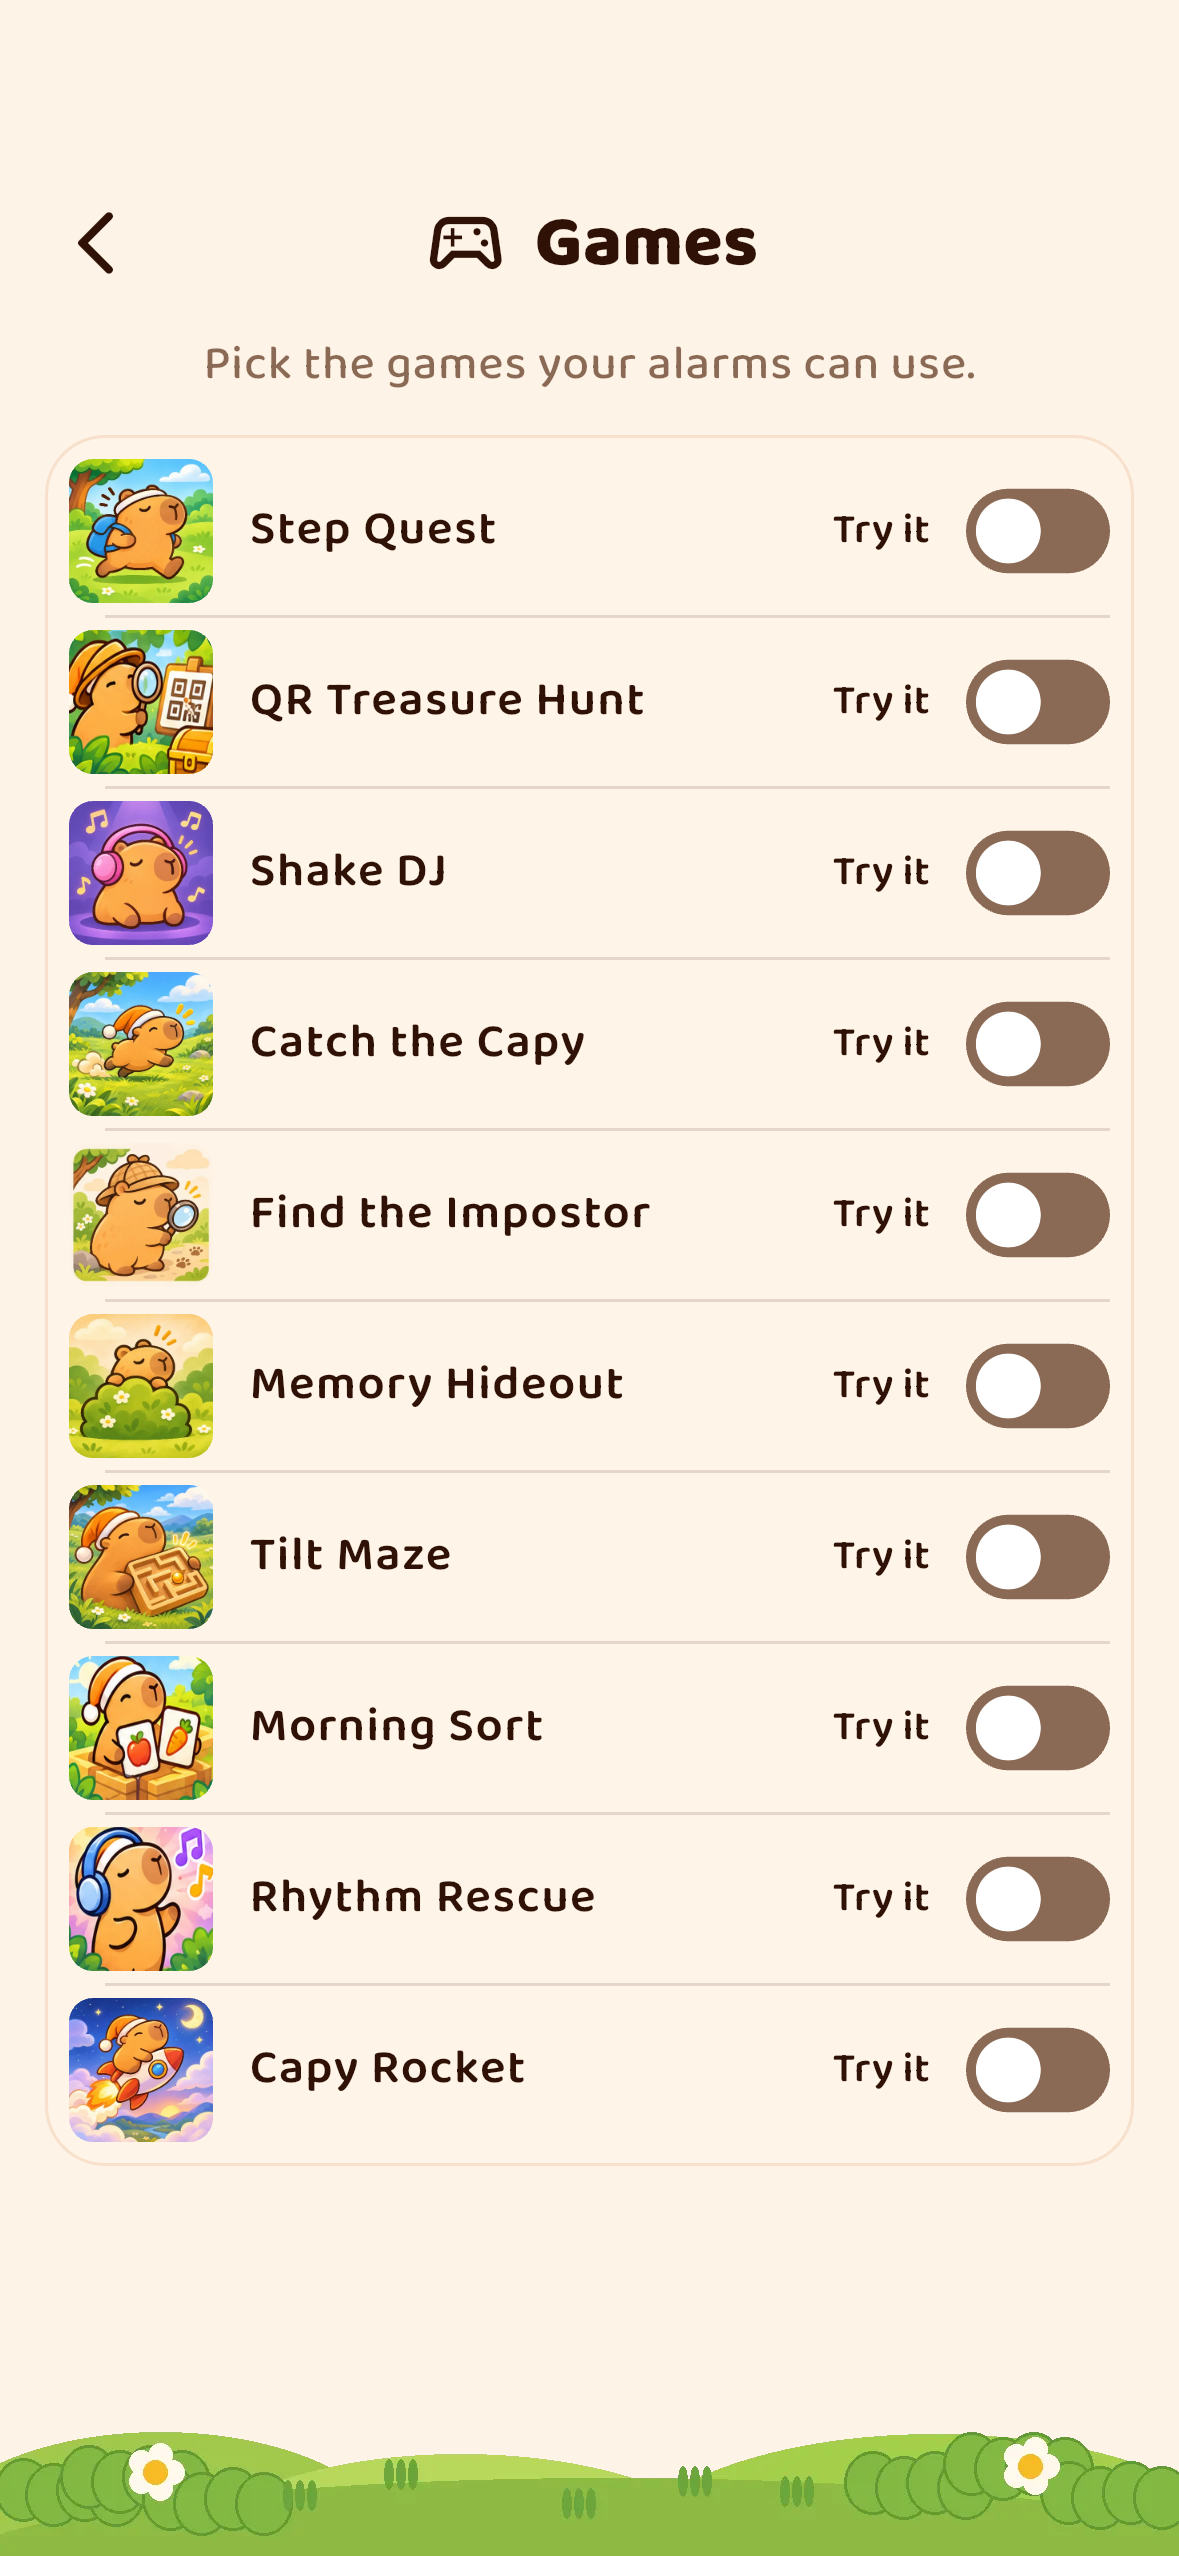 Games
Pick the games your alarms can use.
Step Quest Try it
QR Treasure Hunt Try it
Shake DJ Try it
Catch the Capy Try it
Find the Impostor Try it
Memory Hideout Try it
Tilt Maze Try it
Morning Sort Try it
Rhythm Rescue Try it
Capy Rocket Try it